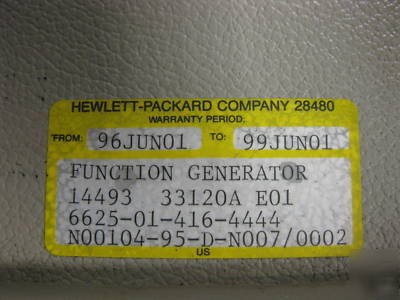 HEWLETT-PACKARD COMPANY 28480
WARRANTY PERIOD:
FROM: 96JUN01 TO: 99JUN01
FUNCTION GENERATOR
14493 33120A E01
6625-01-416-4444
N00104-95-D-N007/0002
US